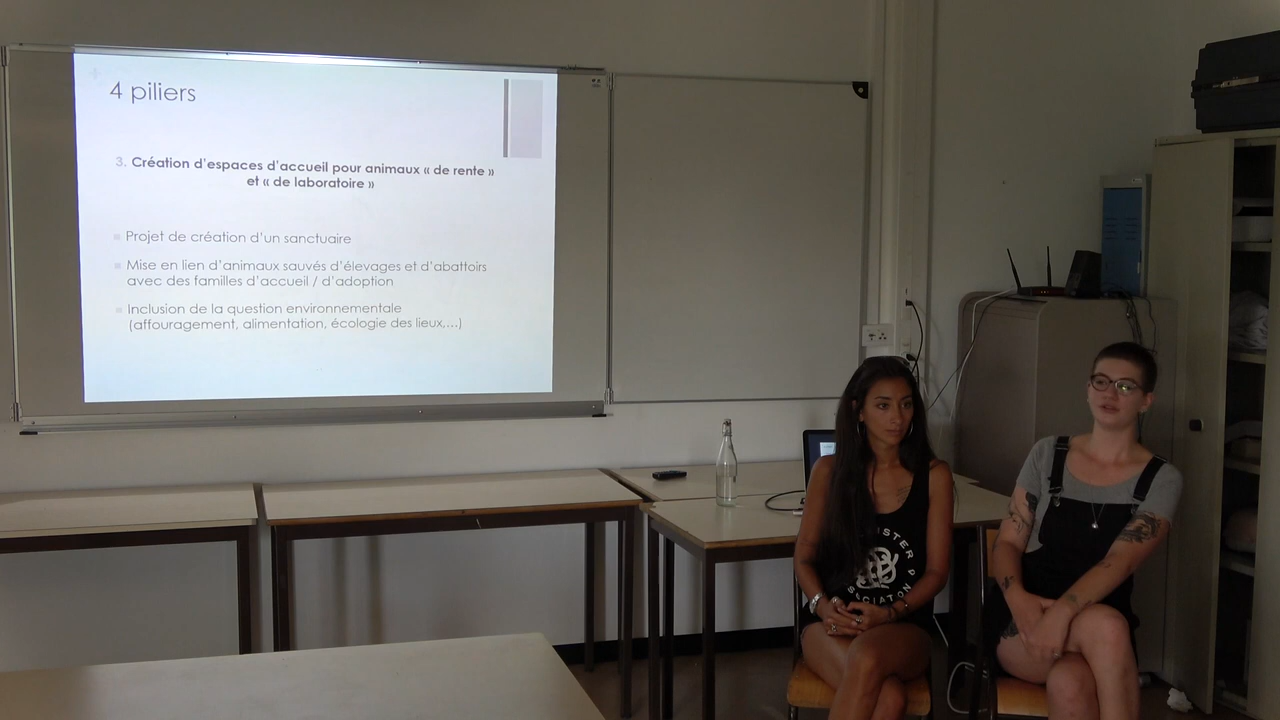 4 piliers
3. Création d'espaces d'accueil pour animaux « de rente »
et « de laboratoire »
Projet de création d'un sanctuaire
Mise en lien d'animaux sauvés d'élevages et d'abattoirs
avec des familles d'accueil / d'adoption
Inclusion de la question environnementale
(affouragement, alimentation, écologie des lieux,...)